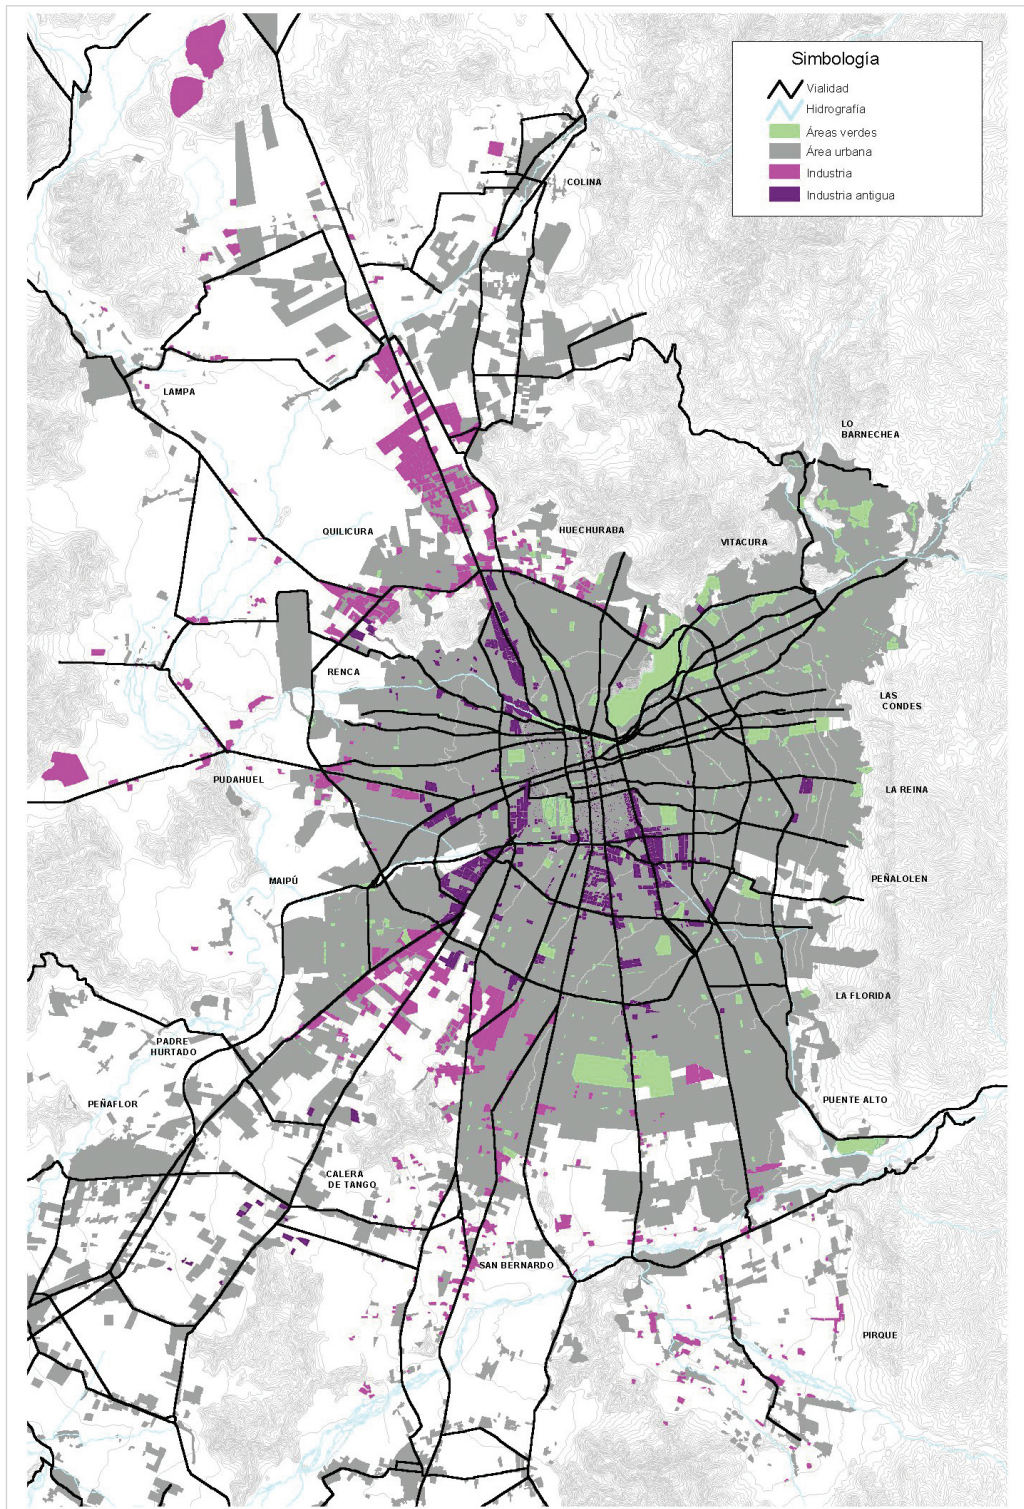 Simbología
Vialidad
Hidrografía
Áreas verdes
Área urbana
Industria
Industria antigua
COLINA
LAMPA
LO
BARNECHEA
QUILICURA
HUECHURABA
VITACURA
RENCA
LAS
CONDES
PUDAHUEL
LA REINA
MAIPÚ
PEÑALOLEN
LA FLORIDA
PADRE
HURTADO
PEÑAFLOR
PUENTE ALTO
CALERA
DE TANGO
SAN BERNARDO
PIRQUE